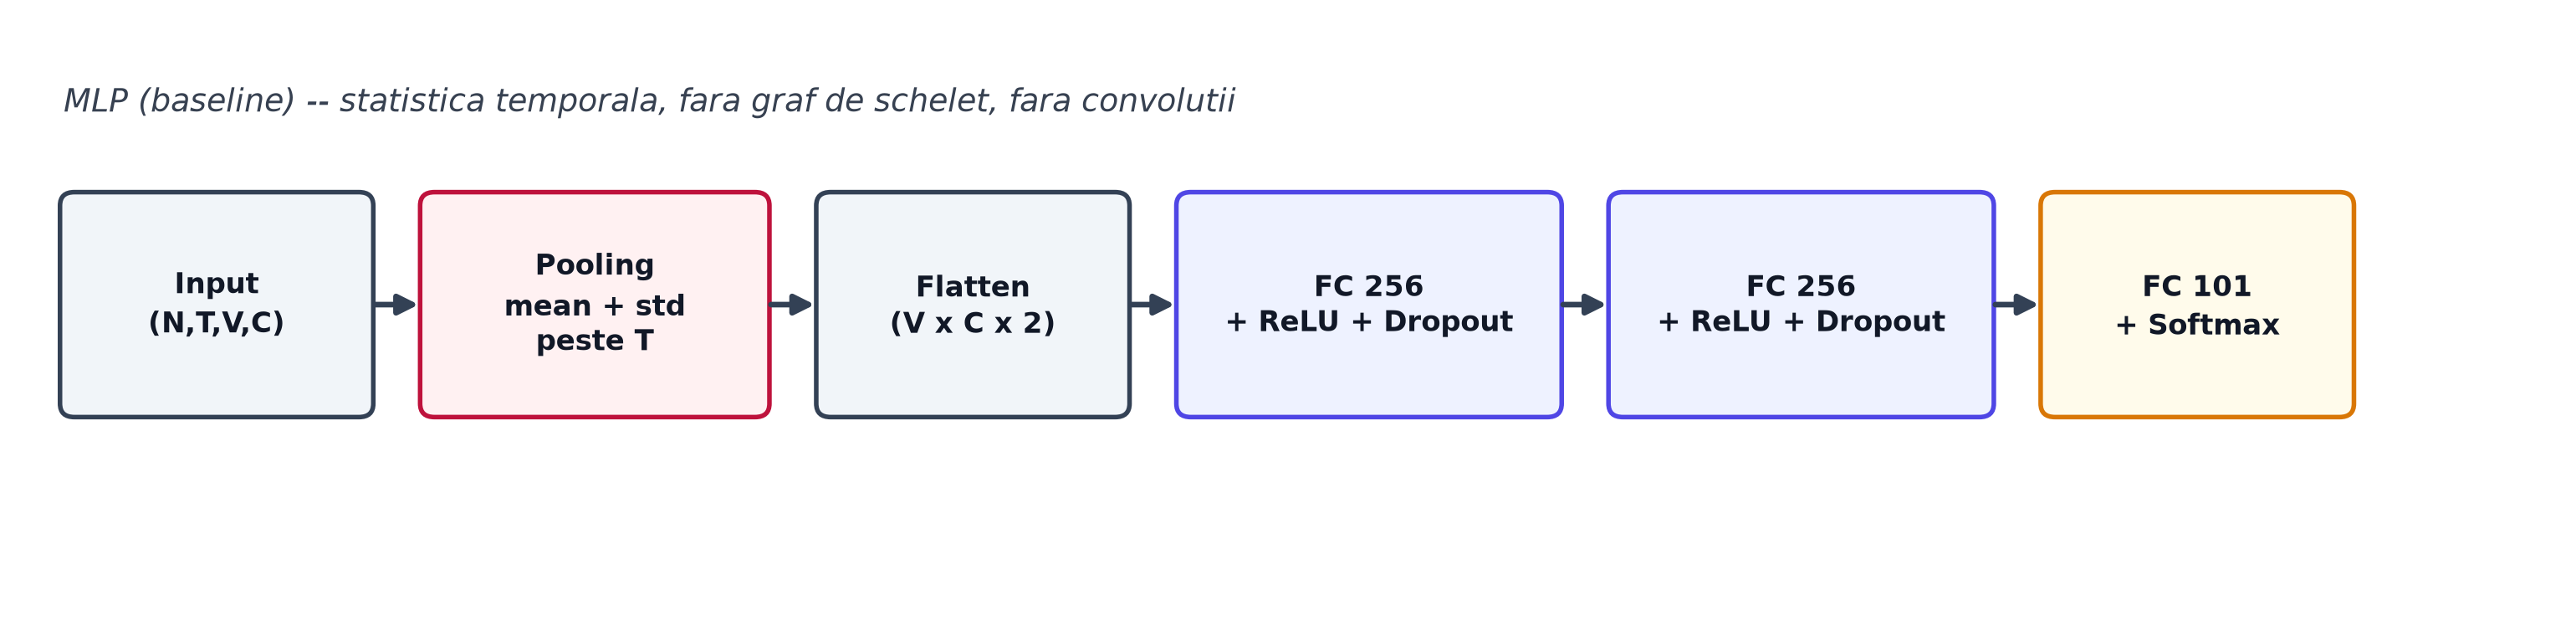 MLP (baseline) -- statistica temporala, fara graf de schelet, fara convolutii
Input
(N,T,V,C)
Pooling
mean + std
peste T
Flatten
(V x C x 2)
FC 256
+ ReLU + Dropout
FC 256
+ ReLU + Dropout
FC 101
+ Softmax